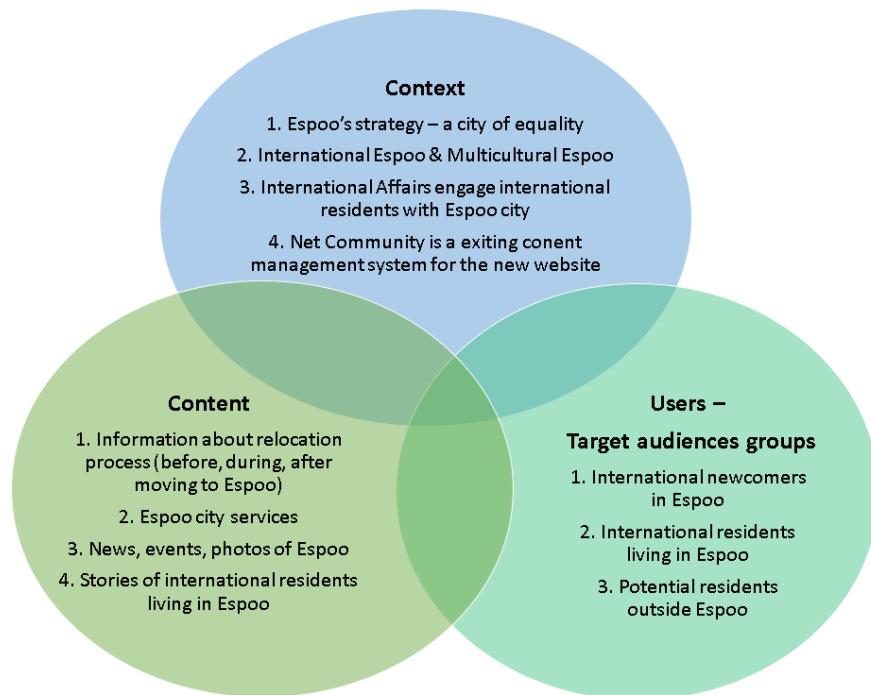 Context
1. Espoo's strategy – a city of equality
2. International Espoo & Multicultural Espoo
3. International Affairs engage international
residents with Espoo city
4. Net Community is a exiting conent
management system for the new website
Content
1. Information about relocation
process (before, during, after
moving to Espoo)
2. Espoo city services
3. News, events, photos of Espoo
4. Stories of international residents
living in Espoo
Users –
Target audiences groups
1. International newcomers
in Espoo
2. International residents
living in Espoo
3. Potential residents
outside Espoo